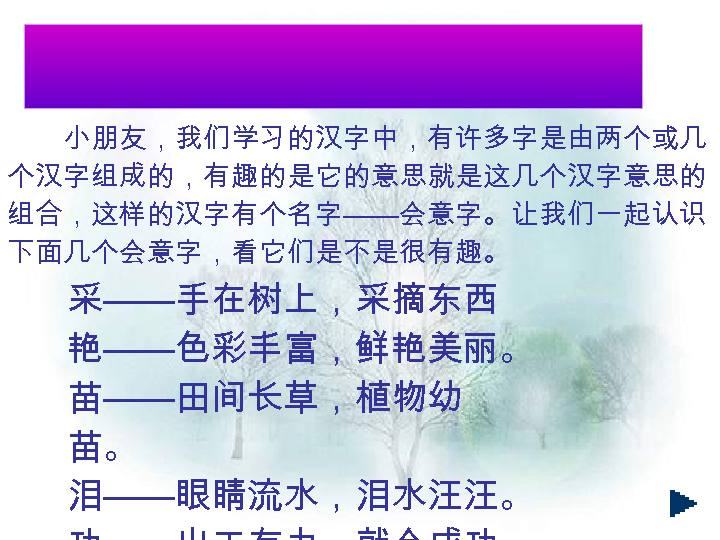 小朋友，我们学习的汉字中，有许多字是由两个或几
个汉字组成的，有趣的是它的意思就是这几个汉字意思的
组合，这样的汉字有个名字——会意字。让我们一起认识
下面几个会意字，看它们是不是很有趣。
采——手在树上，采摘东西
艳——色彩丰富，鲜艳美丽。
苗——田间长草，植物幼
苗。
泪——眼睛流水，泪水汪汪。